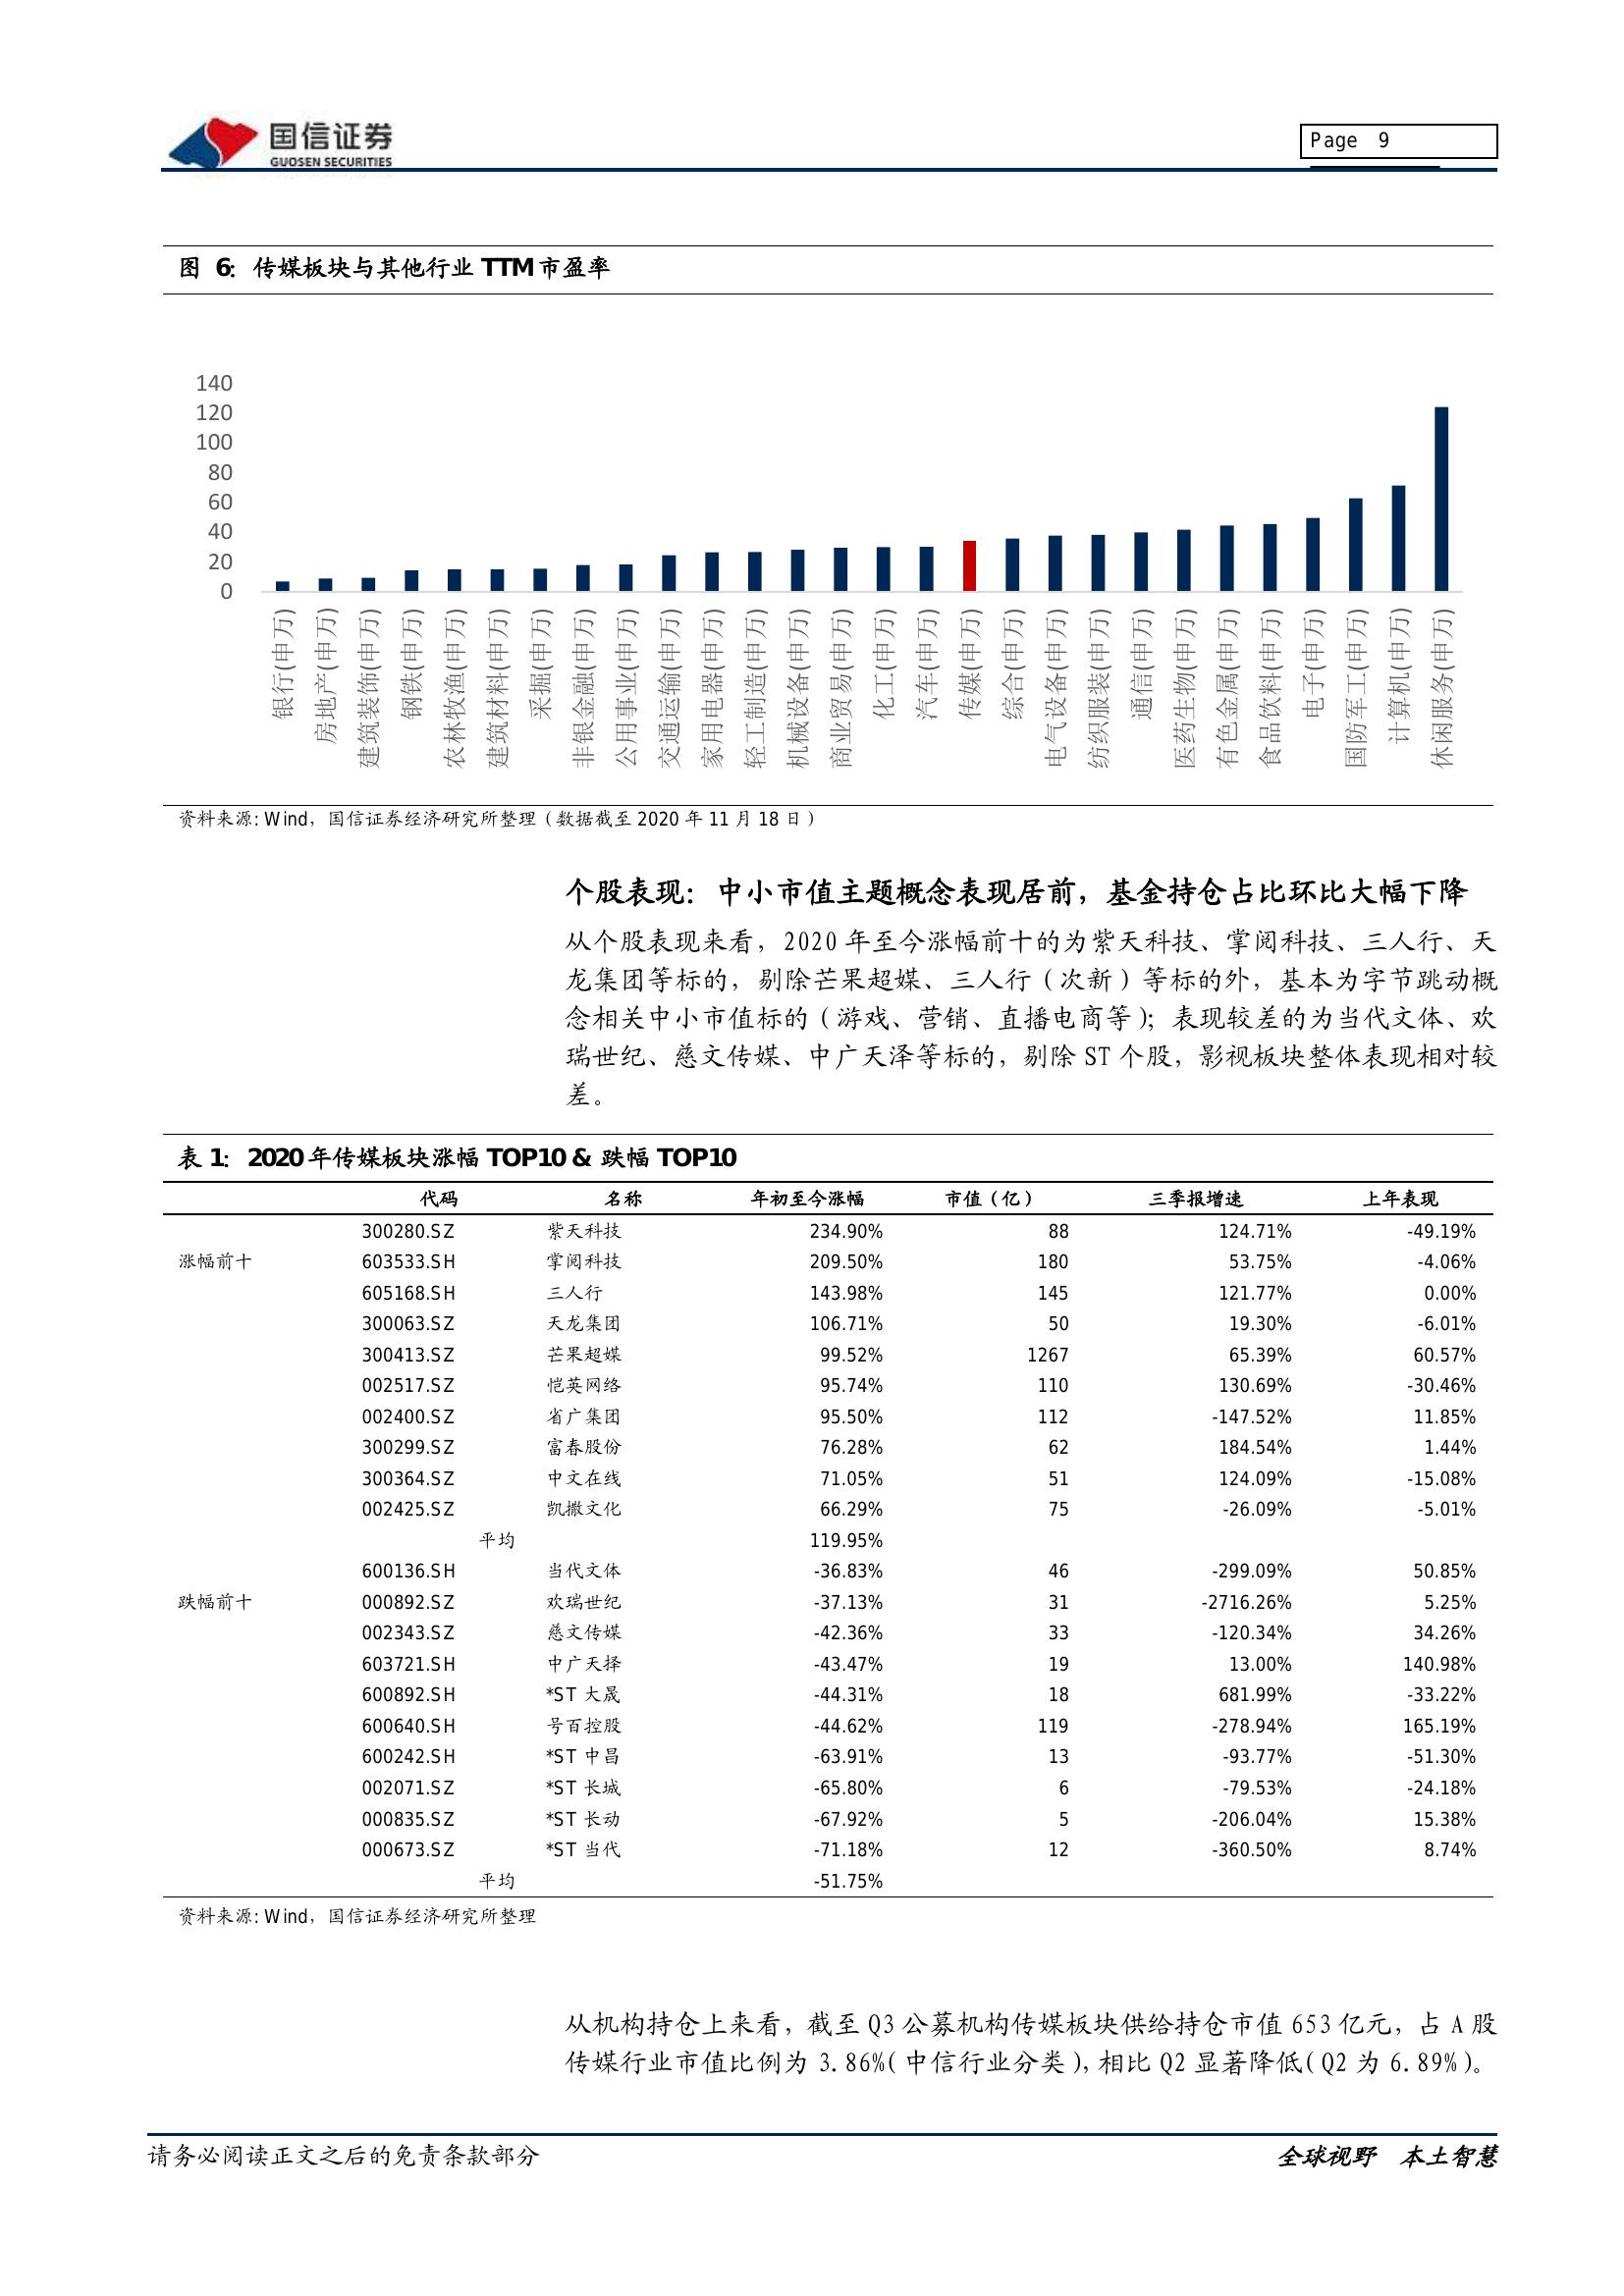 国信证券
GUOSEN SECURITIES
Page 9
图 6：传媒板块与其他行业 TTM 市盈率
140
120
100
80
60
40
20
0
银行(申万)
房地产(申万)
建筑装饰(申万)
钢铁(申万)
农林牧渔(申万)
建筑材料(申万)
采掘(申万)
非银金融(申万)
公用事业(申万)
交通运输(申万)
家用电器(申万)
轻工制造(申万)
机械设备(申万)
商业贸易(申万)
化工(申万)
汽车(申万)
传媒(申万)
综合(申万)
电气设备(申万)
纺织服装(申万)
通信(申万)
医药生物(申万)
有色金属(申万)
食品饮料(申万)
电子(申万)
国防军工(申万)
计算机(申万)
休闲服务(申万)
资料来源: Wind，国信证券经济研究所整理（数据截至 2020 年 11 月 18 日）
个股表现：中小市值主题概念表现居前，基金持仓占比环比大幅下降
从个股表现来看，2020 年至今涨幅前十的为紫天科技、掌阅科技、三人行、天
龙集团等标的，剔除芒果超媒、三人行（次新）等标的外，基本为字节跳动概
念相关中小市值标的（游戏、营销、直播电商等）；表现较差的为当代文体、欢
瑞世纪、慈文传媒、中广天泽等标的，剔除 ST 个股，影视板块整体表现相对较
差。
表 1：2020 年传媒板块涨幅 TOP10 & 跌幅 TOP10
代码 名称 年初至今涨幅 市值（亿） 三季报增速 上年表现
300280.SZ 紫天科技 234.90% 88 124.71% -49.19%
涨幅前十 603533.SH 掌阅科技 209.50% 180 53.75% -4.06%
605168.SH 三人行 143.98% 145 121.77% 0.00%
300063.SZ 天龙集团 106.71% 50 19.30% -6.01%
300413.SZ 芒果超媒 99.52% 1267 65.39% 60.57%
002517.SZ 恺英网络 95.74% 110 130.69% -30.46%
002400.SZ 省广集团 95.50% 112 -147.52% 11.85%
300299.SZ 富春股份 76.28% 62 184.54% 1.44%
300364.SZ 中文在线 71.05% 51 124.09% -15.08%
002425.SZ 凯撒文化 66.29% 75 -26.09% -5.01%
平均 119.95%
600136.SH 当代文体 -36.83% 46 -299.09% 50.85%
跌幅前十 000892.SZ 欢瑞世纪 -37.13% 31 -2716.26% 5.25%
002343.SZ 慈文传媒 -42.36% 33 -120.34% 34.26%
603721.SH 中广天择 -43.47% 19 13.00% 140.98%
600892.SH *ST 大晟 -44.31% 18 681.99% -33.22%
600640.SH 号百控股 -44.62% 119 -278.94% 165.19%
600242.SH *ST 中昌 -63.91% 13 -93.77% -51.30%
002071.SZ *ST 长城 -65.80% 6 -79.53% -24.18%
000835.SZ *ST 长动 -67.92% 5 -206.04% 15.38%
000673.SZ *ST 当代 -71.18% 12 -360.50% 8.74%
平均 -51.75%
资料来源: Wind，国信证券经济研究所整理
从机构持仓上来看，截至 Q3 公募机构传媒板块供给持仓市值 653 亿元，占 A 股
传媒行业市值比例为 3.86%(中信行业分类)，相比 Q2 显著降低(Q2 为 6.89%)。
请务必阅读正文之后的免责条款部分
全球视野 本土智慧